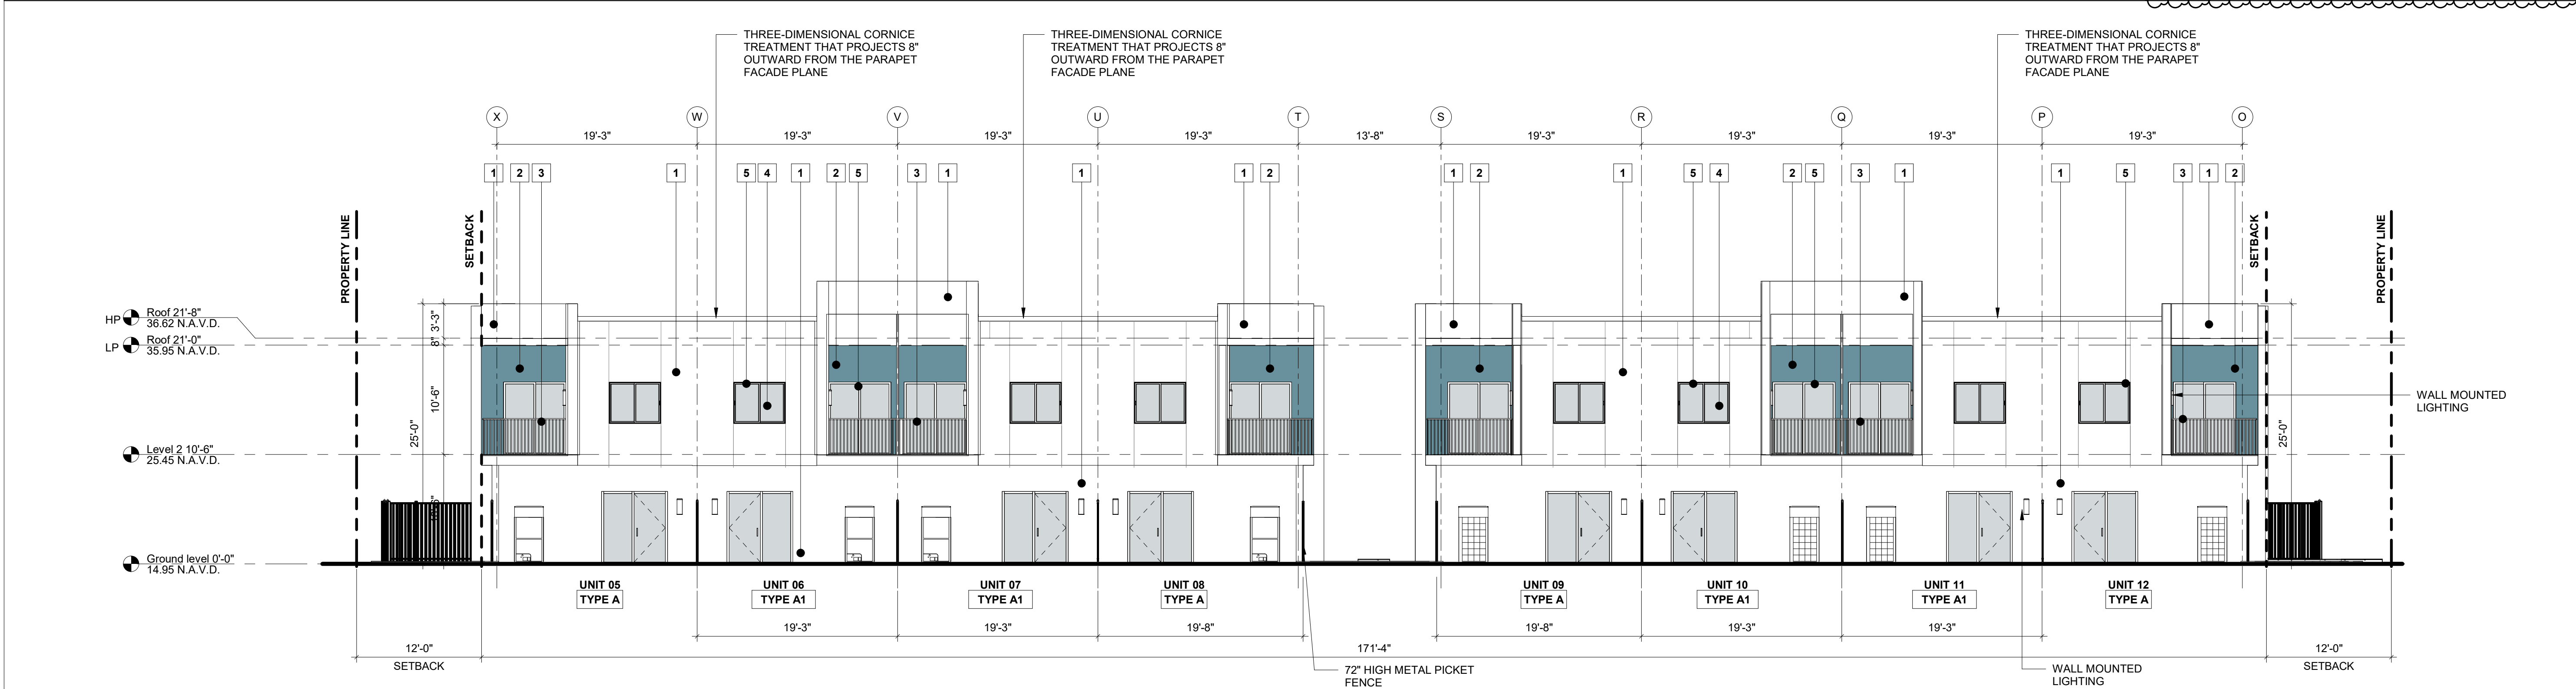 THREE-DIMENSIONAL CORNICE
TREATMENT THAT PROJECTS 8"
OUTWARD FROM THE PARAPET
FACADE PLANE
THREE-DIMENSIONAL CORNICE
TREATMENT THAT PROJECTS 8"
OUTWARD FROM THE PARAPET
FACADE PLANE
THREE-DIMENSIONAL CORNICE
TREATMENT THAT PROJECTS 8"
OUTWARD FROM THE PARAPET
FACADE PLANE
X W V U T S R Q P O
19'-3" 19'-3" 19'-3" 19'-3" 13'-8" 19'-3" 19'-3" 19'-3" 19'-3"
1 2 3 1 5 4 1 2 5 3 1 1 1 2 1 2 1 5 4 2 5 3 1 1 5 3 1 2
PROPERTY LINE
SETBACK
SETBACK
PROPERTY LINE
HP
Roof 21'-8"
36.62 N.A.V.D.
LP
Roof 21'-0"
35.95 N.A.V.D.
3'-3"
8"
10'-6"
25'-0"
25'-0"
WALL MOUNTED
LIGHTING
Level 2 10'-6"
25.45 N.A.V.D.
Ground level 0'-0"
14.95 N.A.V.D.
UNIT 05 UNIT 06 UNIT 07 UNIT 08 UNIT 09 UNIT 10 UNIT 11 UNIT 12
TYPE A TYPE A1 TYPE A1 TYPE A TYPE A TYPE A1 TYPE A1 TYPE A
19'-3" 19'-3" 19'-8" 19'-8" 19'-3" 19'-3"
12'-0" 171'-4" 12'-0"
SETBACK SETBACK
72" HIGH METAL PICKET
FENCE
WALL MOUNTED
LIGHTING